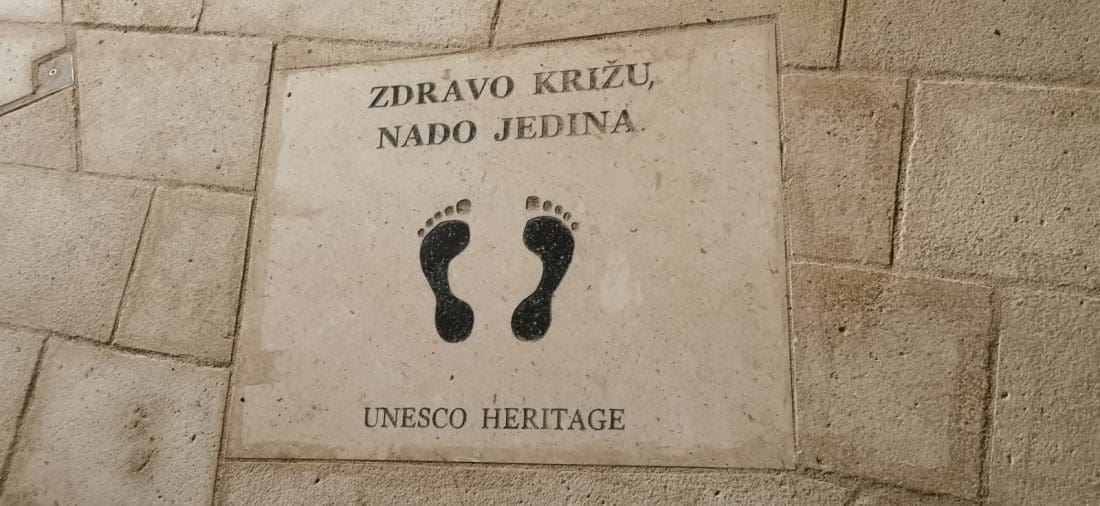 ZDRAVO KRIŽU,
NADO JEDINA.
UNESCO HERITAGE